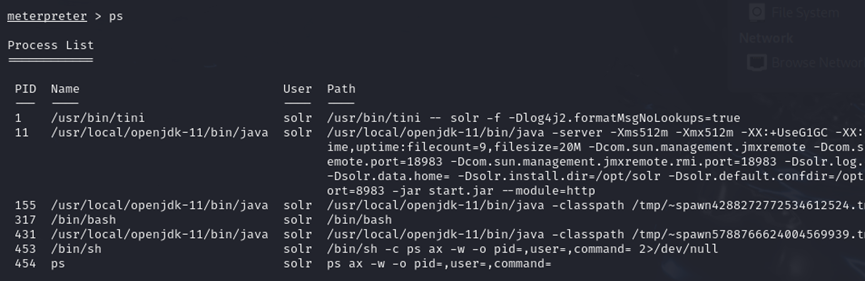 File System
meterpreter > ps
Network
Process List
Browse Networ
PID Name User Path
1 /usr/bin/tini solr /usr/bin/tini -- solr -f -Dlog4j2.formatMsgNoLookups=true
11 /usr/local/openjdk-11/bin/java solr /usr/local/openjdk-11/bin/java -server -Xms512m -Xmx512m -XX:+UseG1GC -XX:
ime,uptime:filecount=9,filesize=20M -Dcom.sun.management.jmxremote -Dcom.s
emote.port=18983 -Dcom.sun.management.jmxremote.rmi.port=18983 -Dsolr.log.
-Dsolr.data.home= -Dsolr.install.dir=/opt/solr -Dsolr.default.confdir=/opt
ort=8983 -jar start.jar --module=http
155 /usr/local/openjdk-11/bin/java solr /usr/local/openjdk-11/bin/java -classpath /tmp/~spawn4288272772534612524.t
317 /bin/bash solr /bin/bash
431 /usr/local/openjdk-11/bin/java solr /usr/local/openjdk-11/bin/java -classpath /tmp/~spawn5788766624004569939.t
453 /bin/sh solr /bin/sh -c ps ax -w -o pid=,user=,command= 2>/dev/null
454 ps solr ps ax -w -o pid=,user=,command=